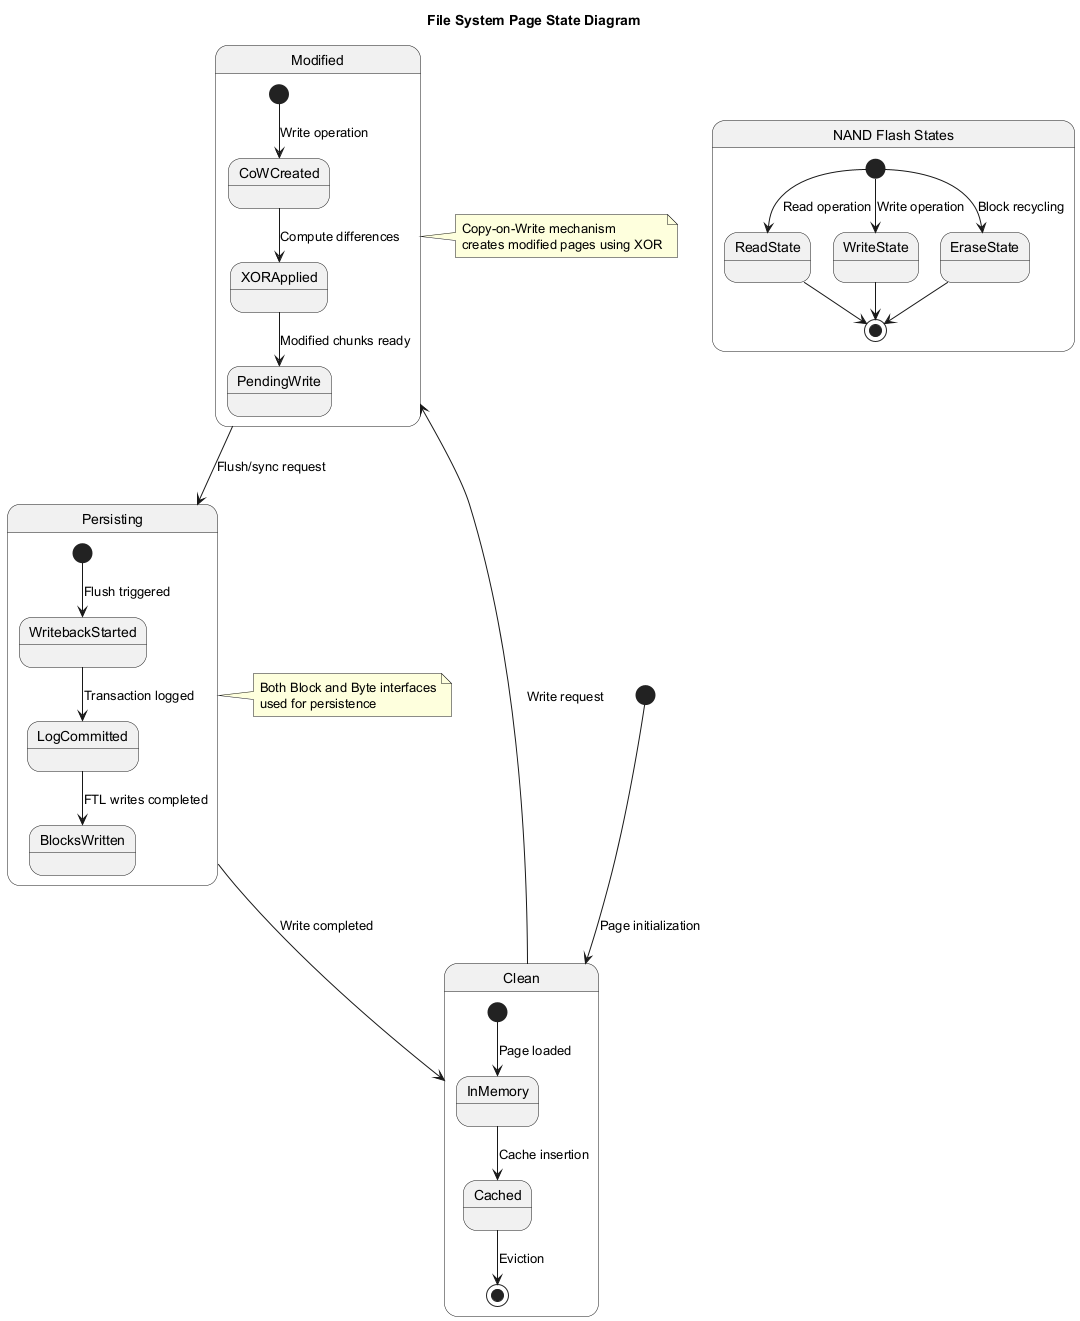 File System Page State Diagram
Modified
Write operation
CoWCreated
Compute differences
XORApplied
Modified chunks ready
PendingWrite
Copy-on-Write mechanism
creates modified pages using XOR
NAND Flash States
Read operation
Write operation
Block recycling
ReadState
WriteState
EraseState
Flush/sync request
Persisting
Flush triggered
WritebackStarted
Transaction logged
LogCommitted
FTL writes completed
BlocksWritten
Both Block and Byte interfaces
used for persistence
Write request
Write completed
Page initialization
Clean
Page loaded
InMemory
Cache insertion
Cached
Eviction